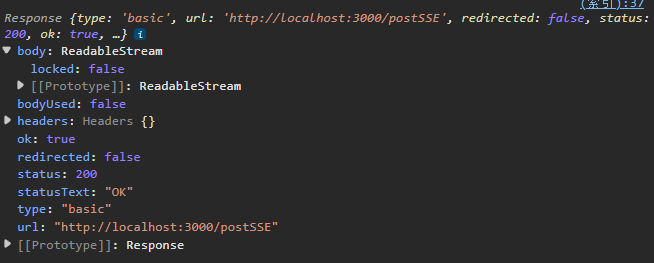 (索引):37
Response {type: 'basic', url: 'http://localhost:3000/postSSE', redirected: false, status:
200, ok: true, …} i
body: ReadableStream
locked: false
[[Prototype]]: ReadableStream
bodyUsed: false
headers: Headers {}
ok: true
redirected: false
status: 200
statusText: "OK"
type: "basic"
url: "http://localhost:3000/postSSE"
[[Prototype]]: Response